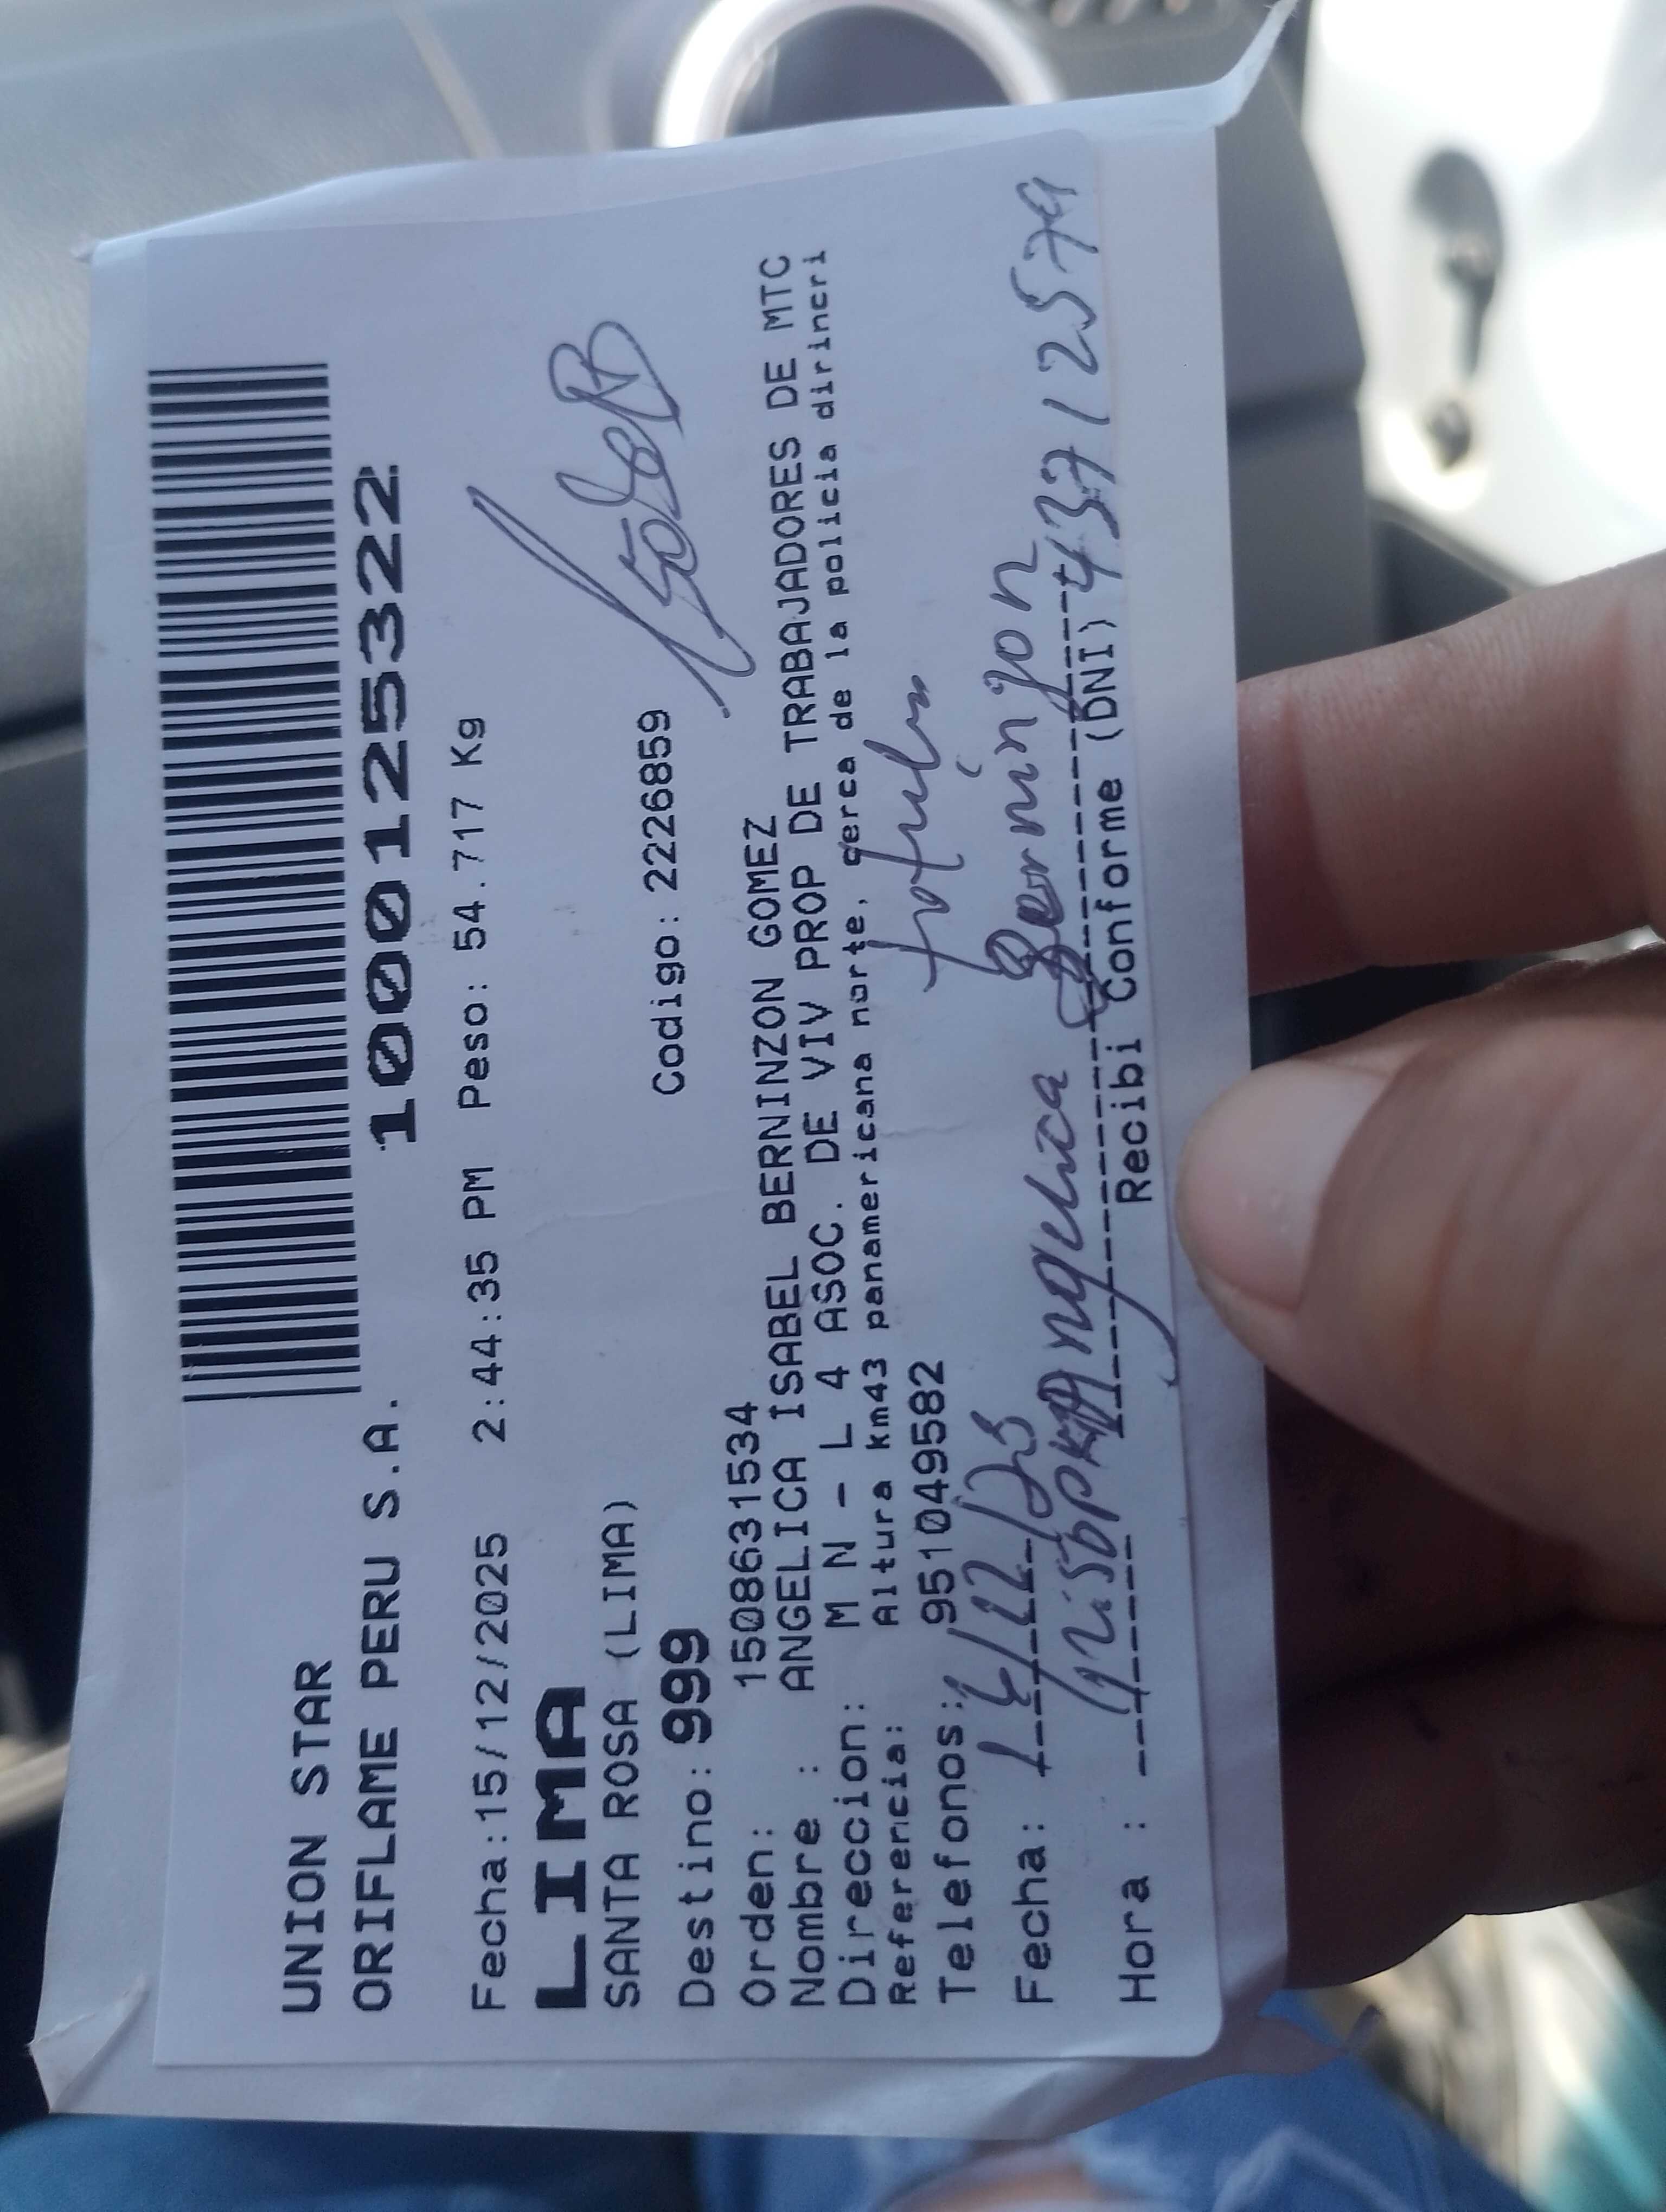 UNION STAR
ORIFLAME PERU S.A.
1000125322
Fecha:15/12/2025 2:44:35 PM Peso: 54.717 Kg
LIMA
SANTA ROSA (LIMA)
Destino: 999 Codigo: 2226859
Orden: 1508631534
Nombre : ANGELICA ISABEL BERNINZON GOMEZ
Direccion: M N - L 4 ASOC. DE VIV PROP DE TRABAJADORES DE MTC
Referencia: Altura km43 panamericana norte, cerca de la policia dirincri
Telefonos: 951049582
Fecha:
Hora : Angelica Berninzon 43712579
Recibi Conforme (DNI)